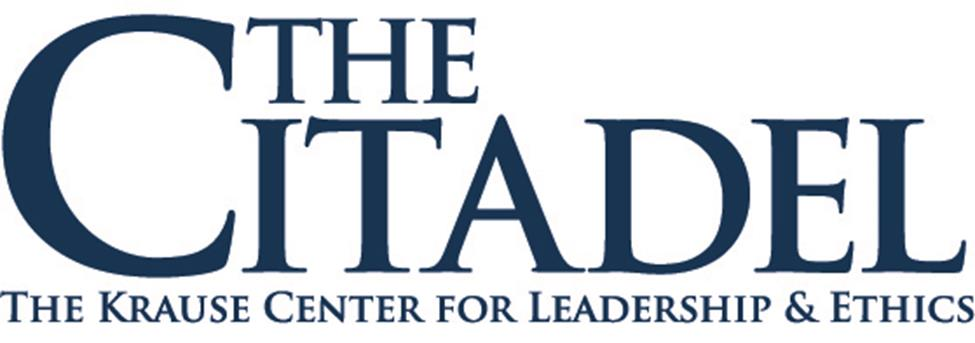 THE
CITADEL
THE KRAUSE CENTER FOR LEADERSHIP & ETHICS